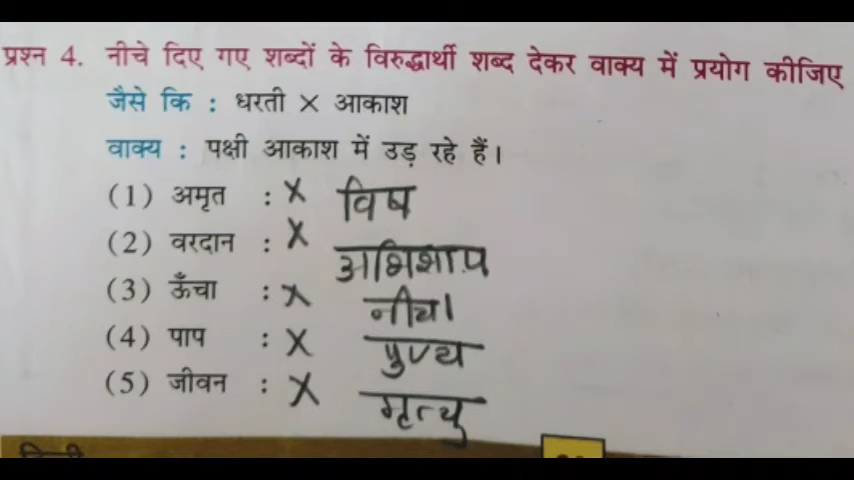 प्रश्न 4. नीचे दिए गए शब्दों के विरुद्धार्थी शब्द देकर वाक्य में प्रयोग कीजिए
जैसे कि : धरती × आकाश
वाक्य : पक्षी आकाश में उड़ रहे हैं।
(1) अमृत : × विष
(2) वरदान : × अभिशाप
(3) ऊँचा : × नीचा
(4) पाप : × पुण्य
(5) जीवन : × मृत्यु